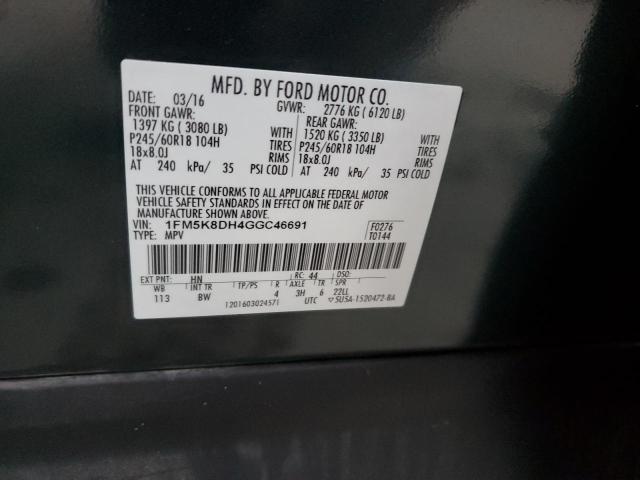 MFD. BY FORD MOTOR CO.
DATE: 03/16 GVWR: 2776 KG ( 6120 LB)
FRONT GAWR: REAR GAWR:
1397 KG ( 3080 LB) WITH 1520 KG ( 3350 LB) WITH
P245/60R18 104H TIRES P245/60R18 104H TIRES
18x8.0J RIMS 18x8.0J RIMS
AT 240 kPa/ 35 PSI COLD AT 240 kPa/ 35 PSI COLD
THIS VEHICLE CONFORMS TO ALL APPLICABLE FEDERAL MOTOR
VEHICLE SAFETY STANDARDS IN EFFECT ON THE DATE OF
MANUFACTURE SHOWN ABOVE.
VIN: 1FM5K8DH4GGC46691 F0276
TYPE: MPV T0144
EXT PNT: HN RC: 44 DSO:
WB BRK INT TR TP/PS R AXLE TR SPR
113 BW 4 3H 6 22LL
1201603024571 UTC ▽5U5A-1520472-BA